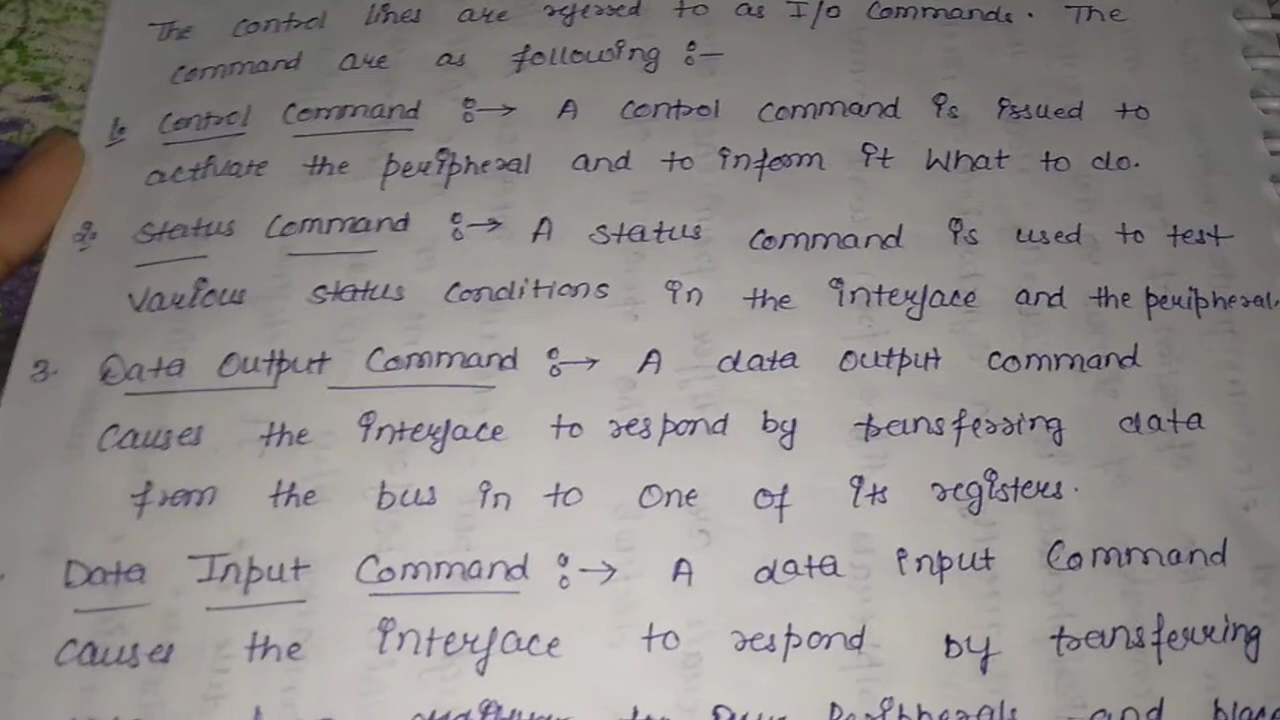 The control lines are referred to as I/O Commands. The
command are as following :-
1. Control Command :→ A control command is issued to
activate the peripheral and to inform it what to do.
2. Status Command :→ A status command is used to test
various status conditions in the interface and the peripheral.
3. Data Output Command :→ A data output command
causes the interface to respond by transferring data
from the bus in to one of its registers.
Data Input Command :→ A data input Command
causes the interface to respond by transferring